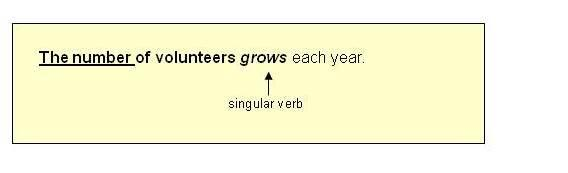 The number of volunteers grows each year.
singular verb